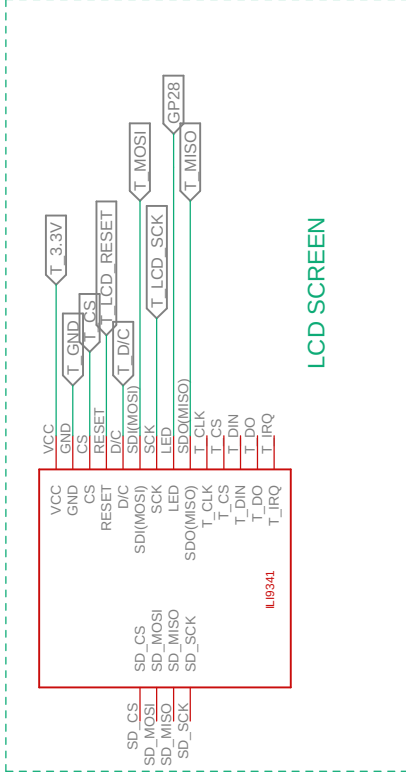 T_3.3V
T_GND
T_CS
T_LCD_RESET
T_D/C
T_MOSI
T_LCD_SCK
GP28
T_MISO
VCC
GND
CS
RESET
D/C
SDI(MOSI)
SCK
LED
SDO(MISO)
T_CLK
T_CS
T_DIN
T_DO
T_IRQ
VCC
GND
CS
RESET
D/C
SDI(MOSI)
SCK
LED
SDO(MISO)
T_CLK
T_CS
T_DIN
T_DO
T_IRQ
ILI9341
SD_CS
SD_MOSI
SD_MISO
SD_SCK
SD_CS
SD_MOSI
SD_MISO
SD_SCK
LCD SCREEN